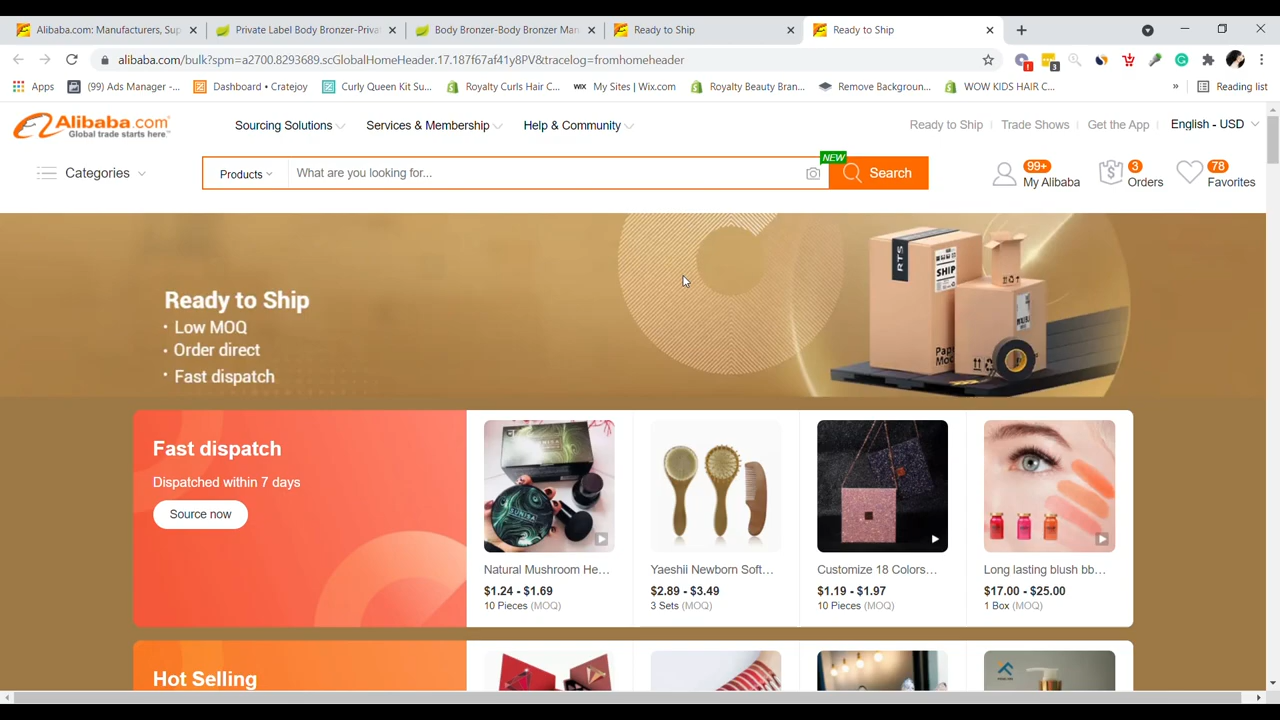 Alibaba.com: Manufacturers, Sup
Private Label Body Bronzer-Priva
Body Bronzer-Body Bronzer Man
Ready to Ship
Ready to Ship
alibaba.com/bulk?spm=a2700.8293689.scGlobalHomeHeader.17.187f67af41y8PV&tracelog=fromhomeheader
1
3
Apps
(99) Ads Manager -...
Dashboard • Cratejoy
Curly Queen Kit Su...
Royalty Curls Hair C...
WIX My Sites | Wix.com
Royalty Beauty Bran...
Remove Backgroun...
WOW KIDS HAIR C...
»
Reading list
Alibaba.com
Global trade starts here™
Sourcing Solutions
Services & Membership
Help & Community
Ready to Ship
Trade Shows
Get the App
English - USD
Categories
Products
What are you looking for...
NEW
Search
99+
My Alibaba
3
Orders
78
Favorites
Ready to Ship
• Low MOQ
• Order direct
• Fast dispatch
RTS
SHIP
Fast dispatch
Dispatched within 7 days
Source now
Natural Mushroom He...
$1.24 - $1.69
10 Pieces (MOQ)
Yaeshii Newborn Soft...
$2.89 - $3.49
3 Sets (MOQ)
Customize 18 Colors...
$1.19 - $1.97
10 Pieces (MOQ)
Long lasting blush bb...
$17.00 - $25.00
1 Box (MOQ)
Hot Selling